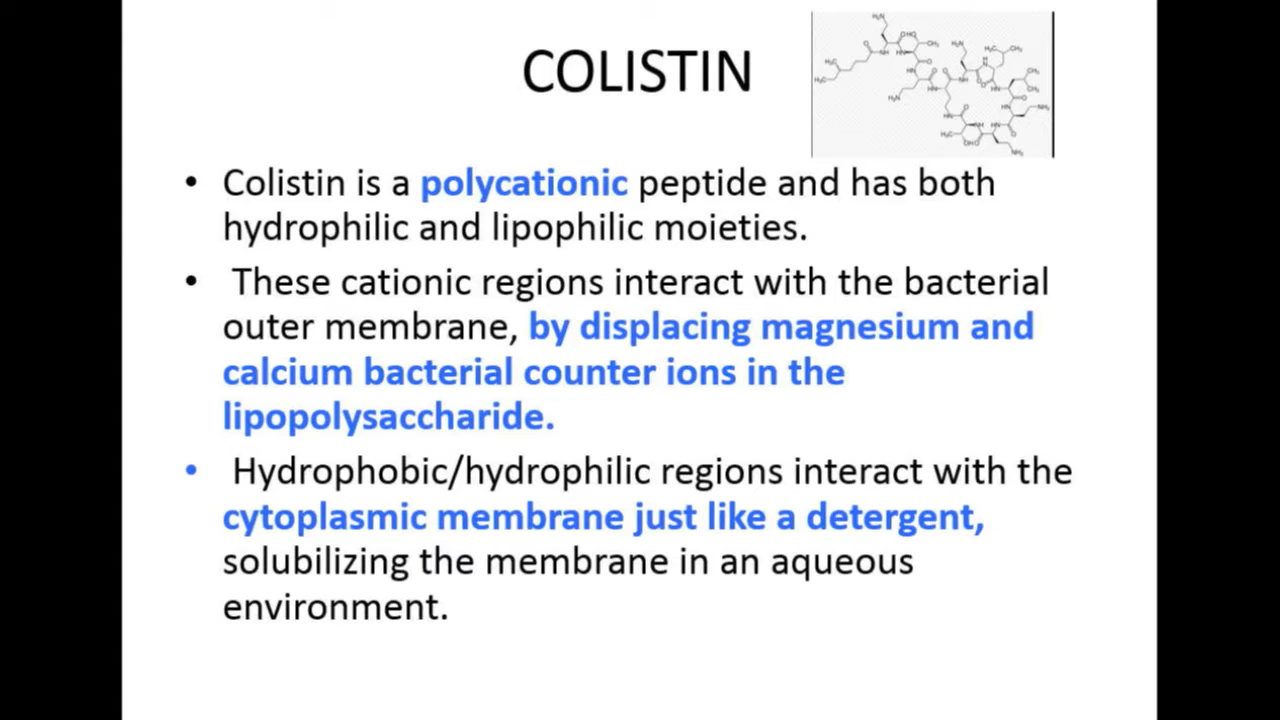 COLISTIN
• Colistin is a polycationic peptide and has both
hydrophilic and lipophilic moieties.
• These cationic regions interact with the bacterial
outer membrane, by displacing magnesium and
calcium bacterial counter ions in the
lipopolysaccharide.
• Hydrophobic/hydrophilic regions interact with the
cytoplasmic membrane just like a detergent,
solubilizing the membrane in an aqueous
environment.